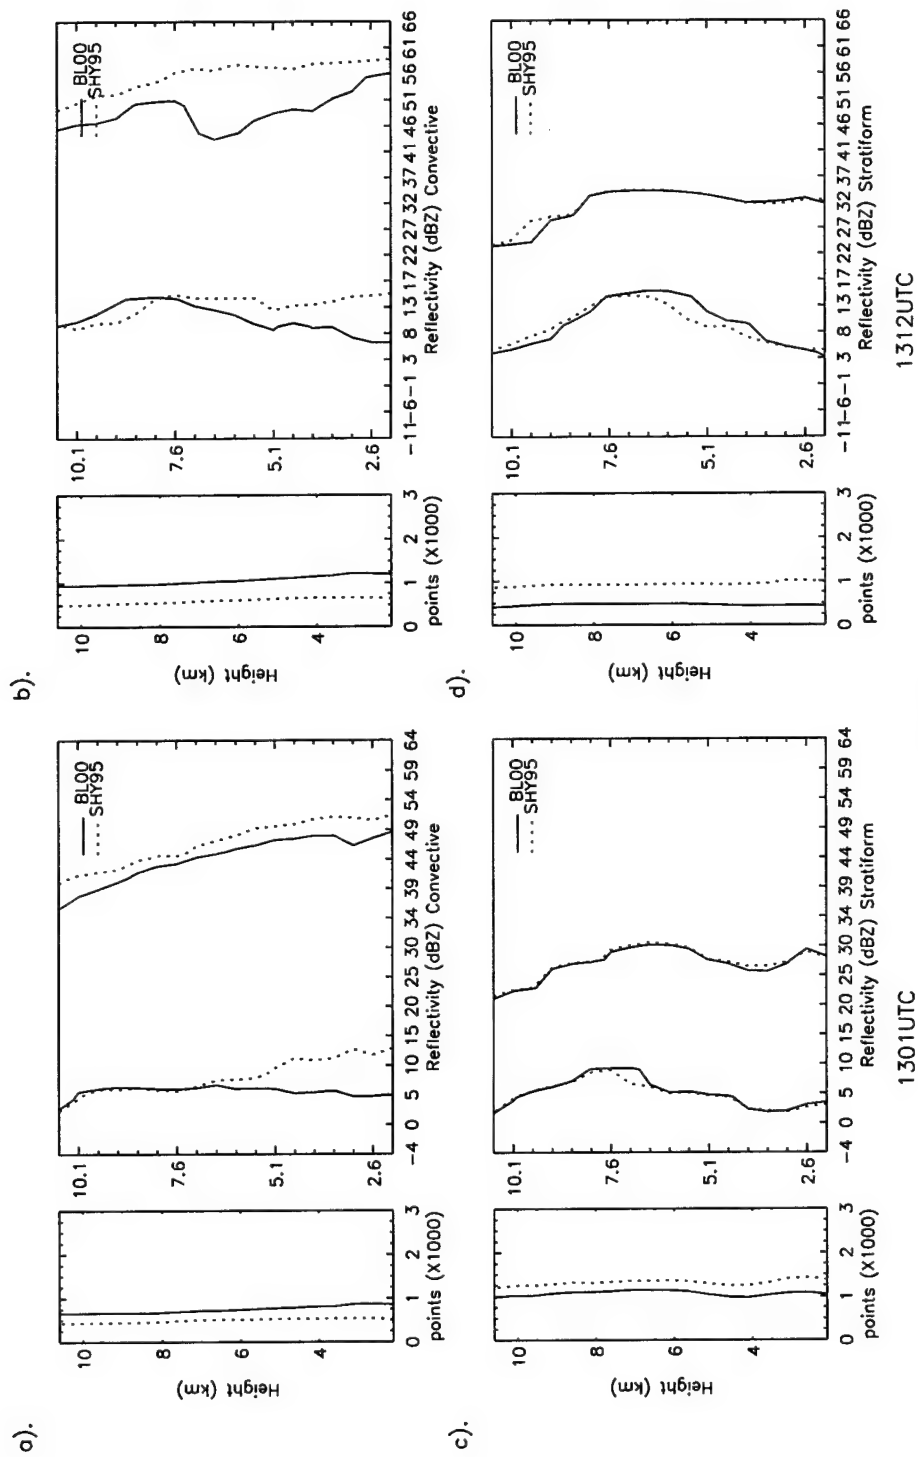 a).
Height (km)
10
8
6
4
0 1 2 3
points (X1000)
10.1
7.6
5.1
2.6
BL00
SHY95
−4 0 5 10 15 20 25 30 34 39 44 49 54 59 64
Reflectivity (dBZ) Convective
b).
Height (km)
10
8
6
4
0 1 2 3
points (X1000)
10.1
7.6
5.1
2.6
BL00
SHY95
−11−6−1 3 8 13 17 22 27 32 37 41 46 51 56 61 66
Reflectivity (dBZ) Convective
c).
Height (km)
10
8
6
4
0 1 2 3
points (X1000)
10.1
7.6
5.1
2.6
BL00
SHY95
−4 0 5 10 15 20 25 30 34 39 44 49 54 59 64
Reflectivity (dBZ) Stratiform
1301UTC
d).
Height (km)
10
8
6
4
0 1 2 3
points (X1000)
10.1
7.6
5.1
2.6
BL00
SHY95
−11−6−1 3 8 13 17 22 27 32 37 41 46 51 56 61 66
Reflectivity (dBZ) Stratiform
1312UTC